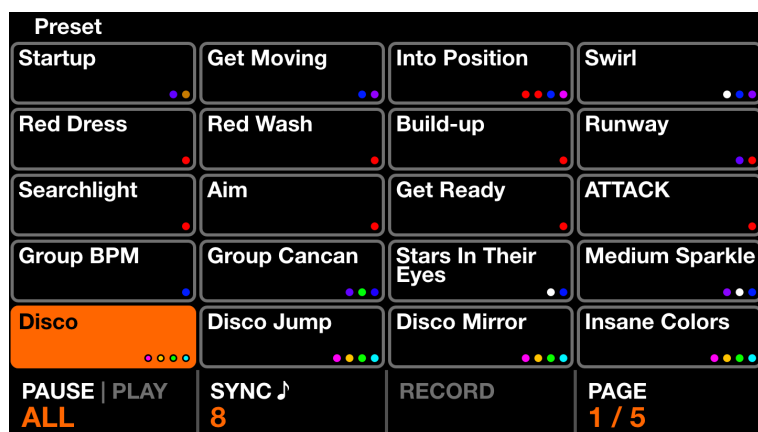 Preset
Startup
Get Moving
Into Position
Swirl
Red Dress
Red Wash
Build-up
Runway
Searchlight
Aim
Get Ready
ATTACK
Group BPM
Group Cancan
Stars In Their
Eyes
Medium Sparkle
Disco
Disco Jump
Disco Mirror
Insane Colors
PAUSE | PLAY
ALL
SYNC ♪
8
RECORD
PAGE
1 / 5